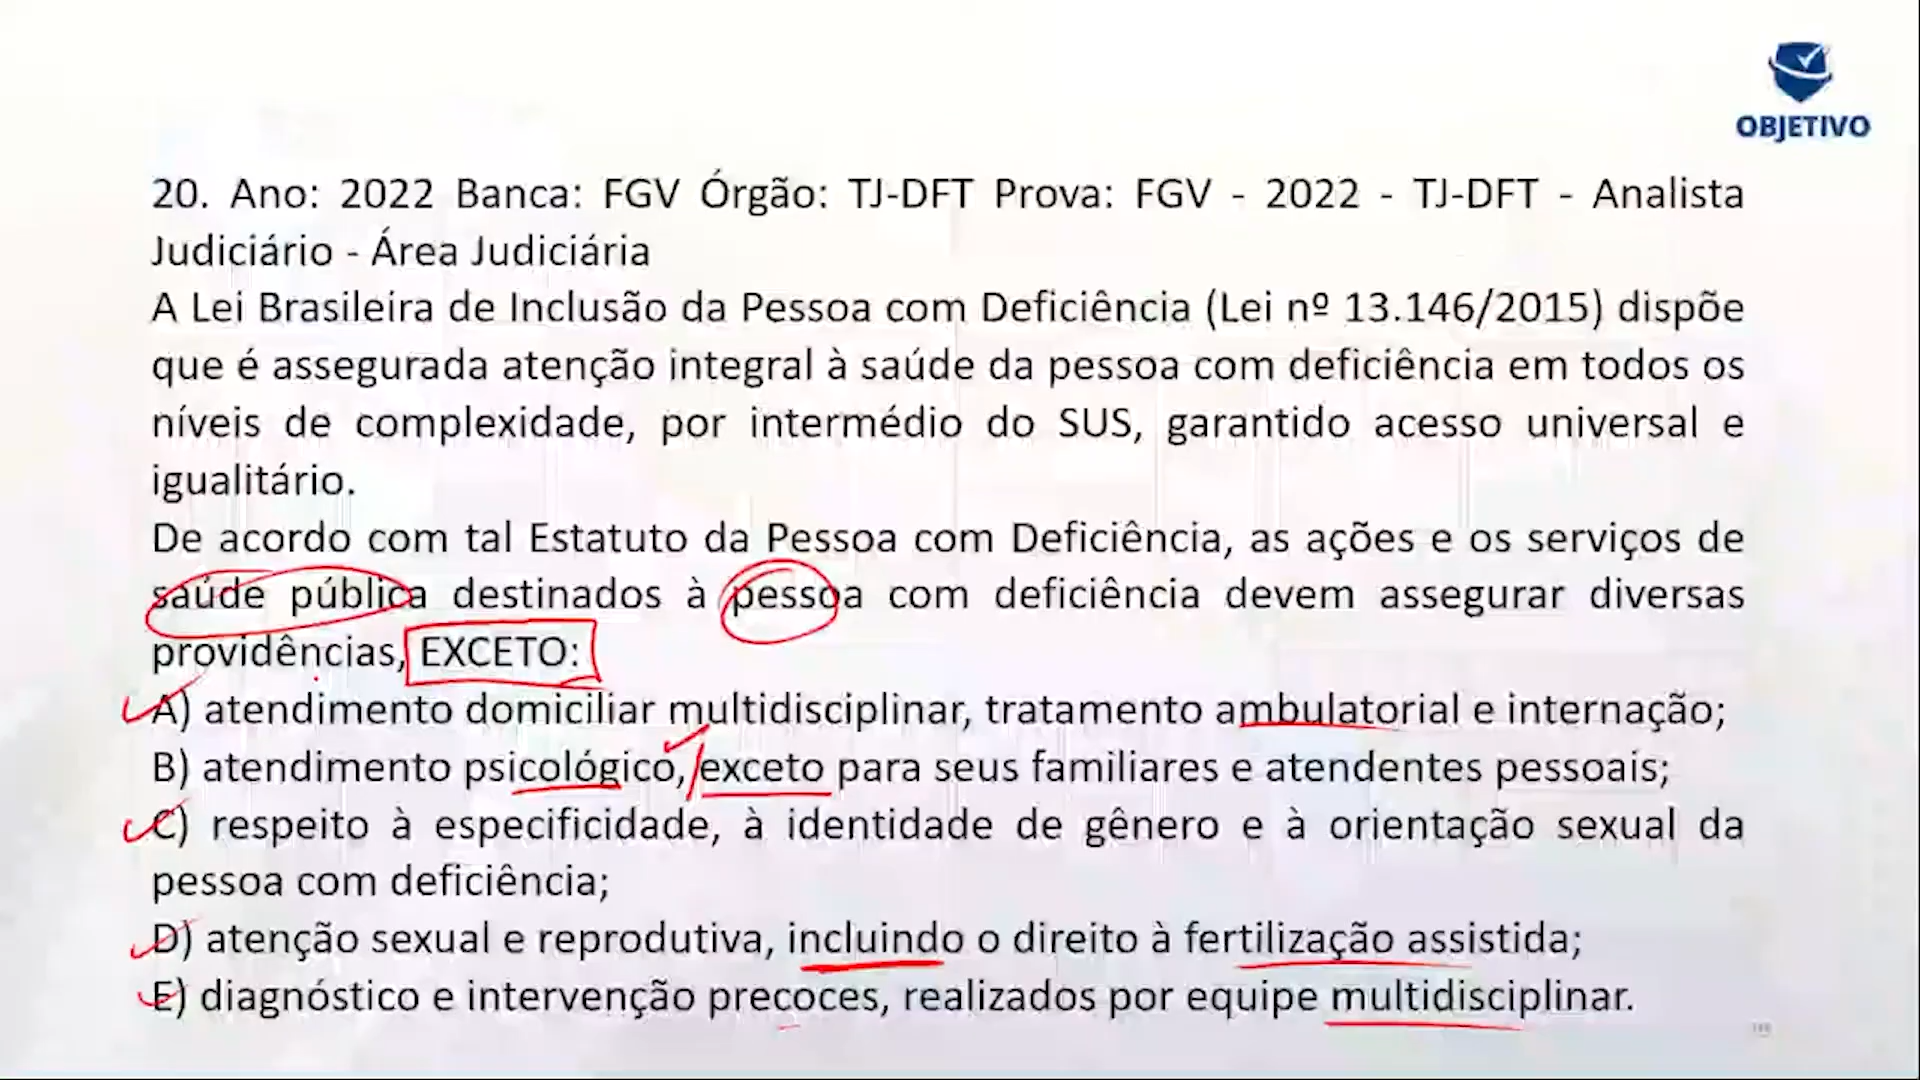 OBJETIVO
20. Ano: 2022 Banca: FGV Órgão: TJ-DFT Prova: FGV - 2022 - TJ-DFT - Analista
Judiciário - Área Judiciária
A Lei Brasileira de Inclusão da Pessoa com Deficiência (Lei nº 13.146/2015) dispõe
que é assegurada atenção integral à saúde da pessoa com deficiência em todos os
níveis de complexidade, por intermédio do SUS, garantido acesso universal e
igualitário.
De acordo com tal Estatuto da Pessoa com Deficiência, as ações e os serviços de
saúde pública destinados à pessoa com deficiência devem assegurar diversas
providências, EXCETO:
A) atendimento domiciliar multidisciplinar, tratamento ambulatorial e internação;
B) atendimento psicológico, exceto para seus familiares e atendentes pessoais;
C) respeito à especificidade, à identidade de gênero e à orientação sexual da
pessoa com deficiência;
D) atenção sexual e reprodutiva, incluindo o direito à fertilização assistida;
E) diagnóstico e intervenção precoces, realizados por equipe multidisciplinar.